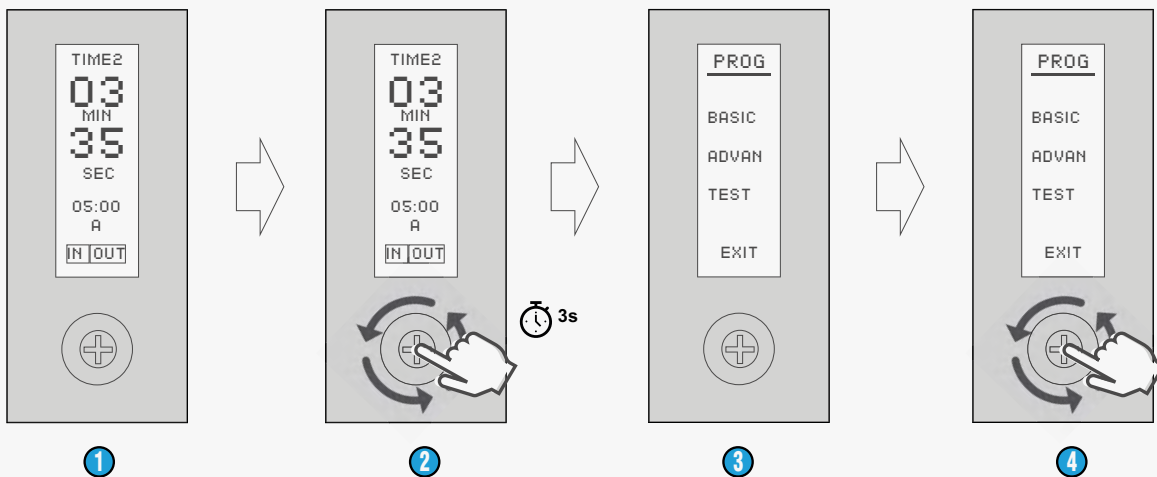 TIME2
03
MIN
35
SEC
05:00
A
IN OUT
1
TIME2
03
MIN
35
SEC
05:00
A
IN OUT
3s
2
PROG
BASIC
ADVAN
TEST
EXIT
3
PROG
BASIC
ADVAN
TEST
EXIT
4